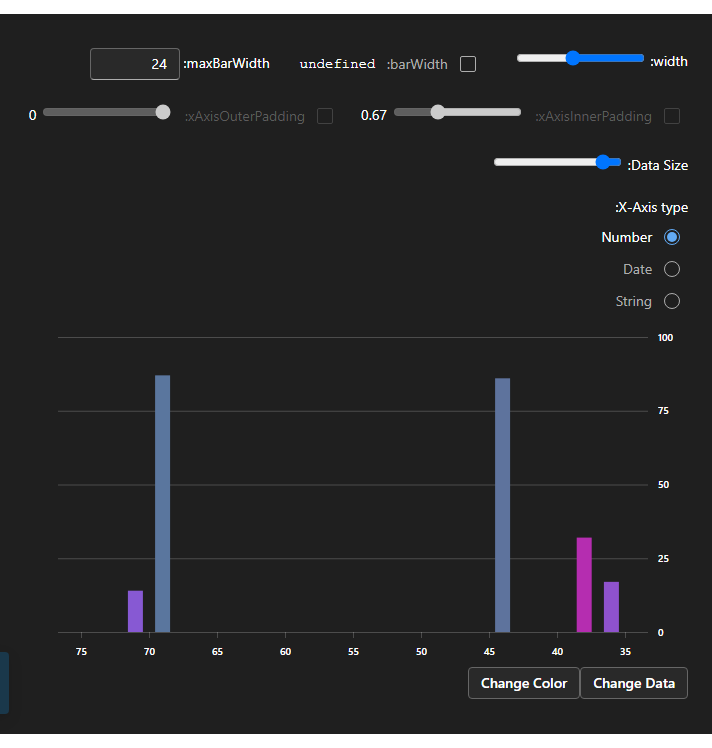 width:
barWidth: undefined
maxBarWidth: 24
xAxisInnerPadding: 0.67
xAxisOuterPadding: 0
Data Size:
X-Axis type:
Number
Date
String
100
75
50
25
0
75 70 65 60 55 50 45 40 35
Change Color Change Data